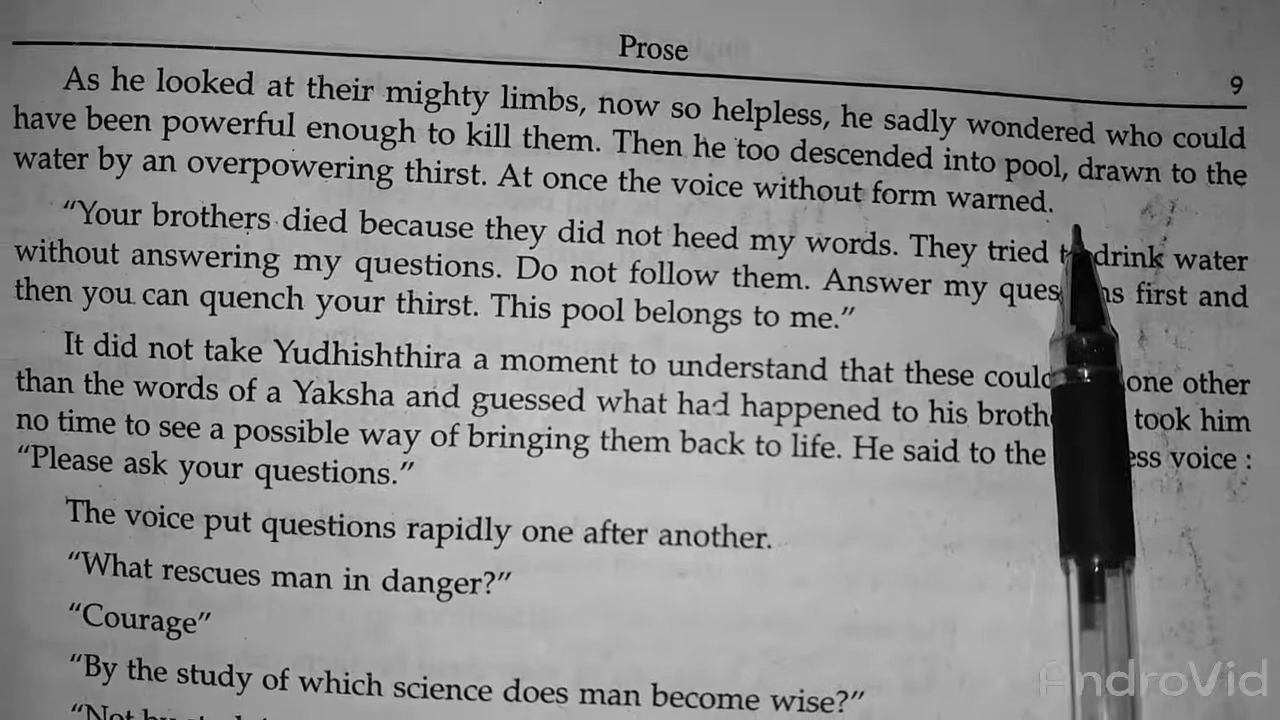 Prose
9
As he looked at their mighty limbs, now so helpless, he sadly wondered who could
have been powerful enough to kill them. Then he too descended into pool, drawn to the
water by an overpowering thirst. At once the voice without form warned.
"Your brothers died because they did not heed my words. They tried drink water
without answering my questions. Do not follow them. Answer my first and
then you can quench your thirst. This pool belongs to me."
It did not take Yudhishthira a moment to understand that these one other
than the words of a Yaksha and guessed what had happened to his took him
no time to see a possible way of bringing them back to life. He said to the voice :
"Please ask your questions."
The voice put questions rapidly one after another.
"What rescues man in danger?"
"Courage"
"By the study of which science does man become wise?"
"Not by
AndroVid